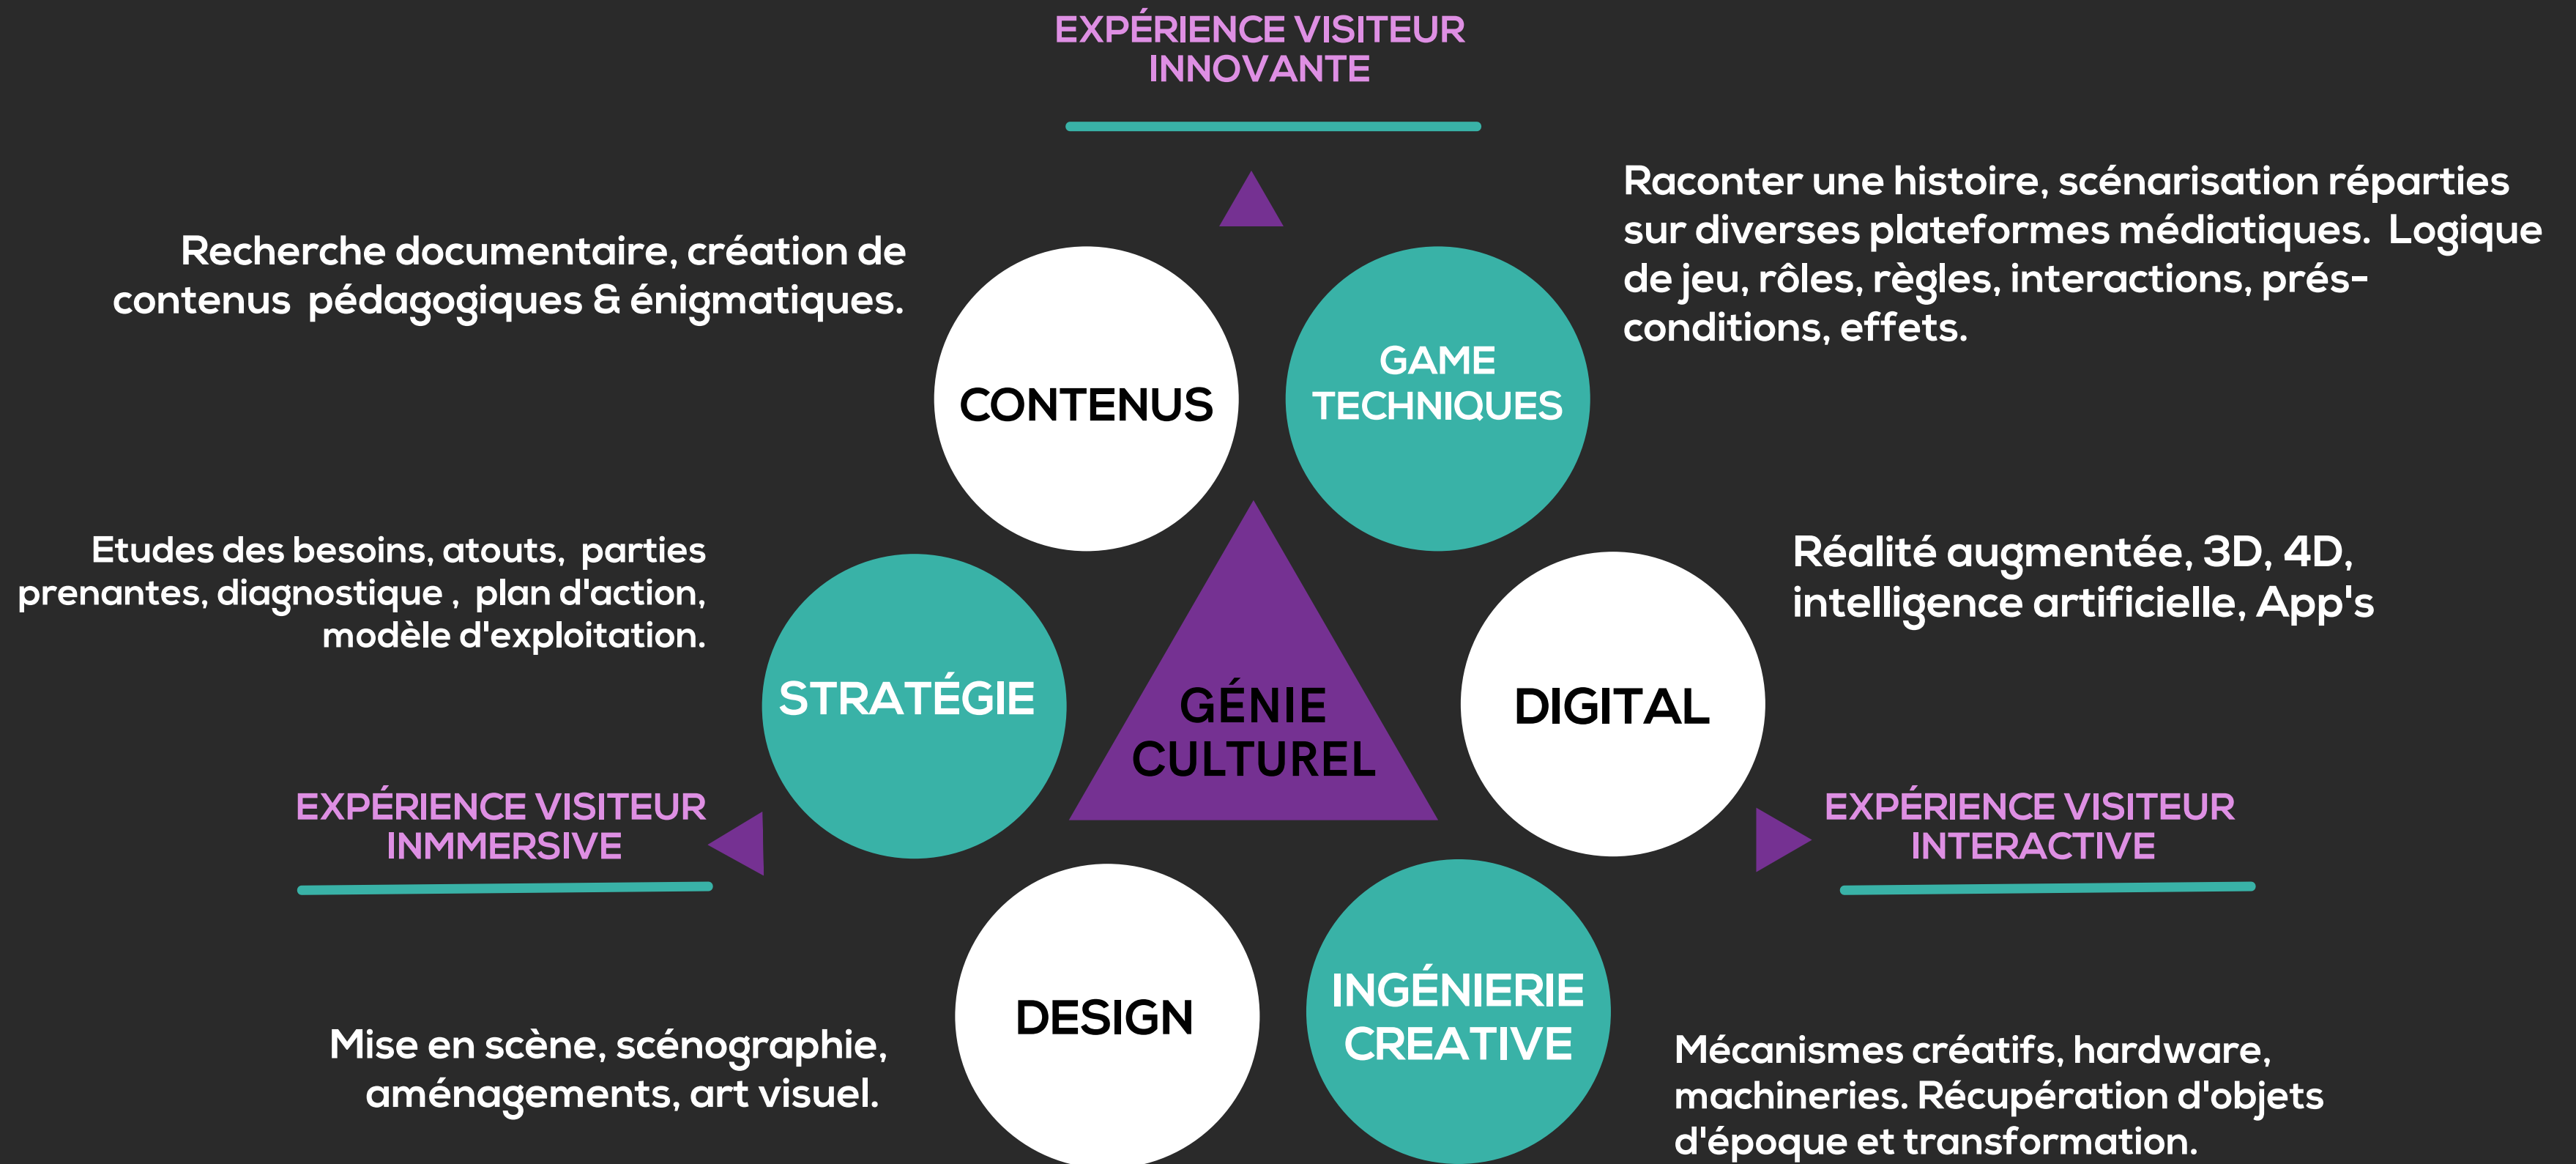 EXPÉRIENCE VISITEUR
INNOVANTE
Recherche documentaire, création de
contenus pédagogiques & énigmatiques.
CONTENUS
GAME
TECHNIQUES
Raconter une histoire, scénarisation réparties
sur diverses plateformes médiatiques. Logique
de jeu, rôles, règles, interactions, prés-
conditions, effets.
Etudes des besoins, atouts, parties
prenantes, diagnostique , plan d'action,
modèle d'exploitation.
STRATÉGIE
GÉNIE
CULTUREL
DIGITAL
Réalité augmentée, 3D, 4D,
intelligence artificielle, App's
EXPÉRIENCE VISITEUR
INMMERSIVE
EXPÉRIENCE VISITEUR
INTERACTIVE
Mise en scène, scénographie,
aménagements, art visuel.
DESIGN
INGÉNIERIE
CREATIVE
Mécanismes créatifs, hardware,
machineries. Récupération d'objets
d'époque et transformation.